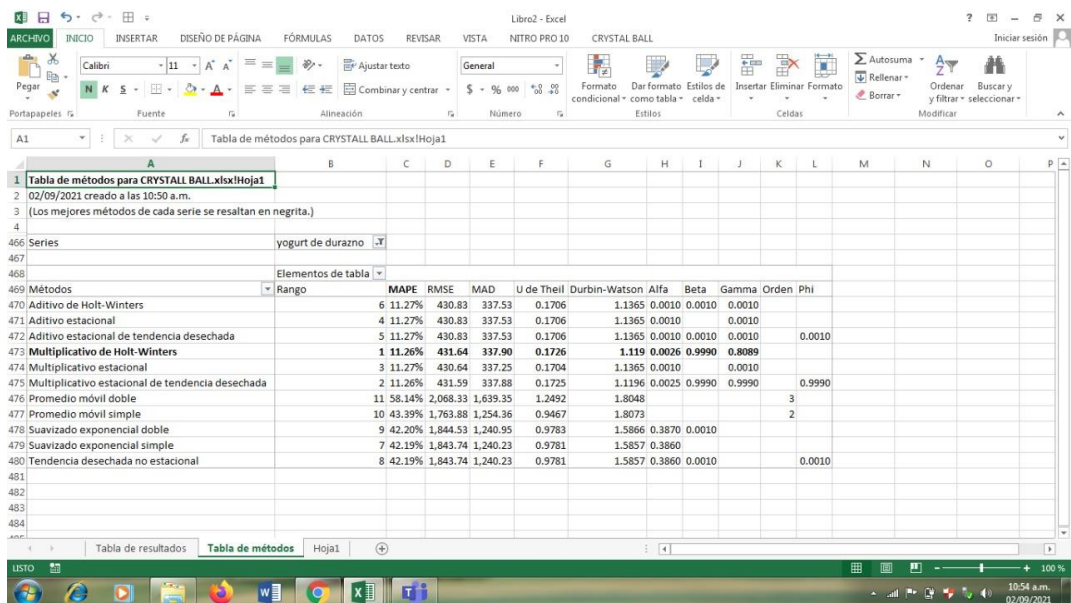 Libro2 - Excel
ARCHIVO INICIO INSERTAR DISEÑO DE PÁGINA FÓRMULAS DATOS REVISAR VISTA NITRO PRO 10 CRYSTAL BALL Iniciar sesión
Calibri 11 Ajustar texto General Autosuma
Pegar N K S Combinar y centrar $ % 000 Formato condicional Dar formato como tabla Estilos de celda Insertar Eliminar Formato Rellenar Borrar Ordenar y filtrar Buscar y seleccionar
Portapapeles Fuente Alineación Número Estilos Celdas Modificar
A1 fx Tabla de métodos para CRYSTALL BALL.xlsx!Hoja1
A B C D E F G H I J K L M N O P
1 Tabla de métodos para CRYSTALL BALL.xlsx!Hoja1
2 02/09/2021 creado a las 10:50 a.m.
3 (Los mejores métodos de cada serie se resaltan en negrita.)
4
466 Series yogurt de durazno
467
468 Elementos de tabla
469 Métodos Rango MAPE RMSE MAD U de Theil Durbin-Watson Alfa Beta Gamma Orden Phi
470 Aditivo de Holt-Winters 6 11.27% 430.83 337.53 0.1706 1.1365 0.0010 0.0010 0.0010
471 Aditivo estacional 4 11.27% 430.83 337.53 0.1706 1.1365 0.0010 0.0010
472 Aditivo estacional de tendencia desechada 5 11.27% 430.83 337.53 0.1706 1.1365 0.0010 0.0010 0.0010 0.0010
473 Multiplicativo de Holt-Winters 1 11.26% 431.64 337.90 0.1726 1.119 0.0026 0.9990 0.8089
474 Multiplicativo estacional 3 11.27% 430.64 337.25 0.1704 1.1365 0.0010 0.0010
475 Multiplicativo estacional de tendencia desechada 2 11.26% 431.59 337.88 0.1725 1.1196 0.0025 0.9990 0.9990 0.9990
476 Promedio móvil doble 11 58.14% 2,068.33 1,639.35 1.2492 1.8048 3
477 Promedio móvil simple 10 43.39% 1,763.88 1,254.36 0.9467 1.8073 2
478 Suavizado exponencial doble 9 42.20% 1,844.53 1,240.95 0.9783 1.5866 0.3870 0.0010
479 Suavizado exponencial simple 7 42.19% 1,843.74 1,240.23 0.9781 1.5857 0.3860
480 Tendencia desechada no estacional 8 42.19% 1,843.74 1,240.23 0.9781 1.5857 0.3860 0.0010 0.0010
481
482
483
484
Tabla de resultados Tabla de métodos Hoja1
LISTO 100 %
10:54 a.m.
02/09/2021